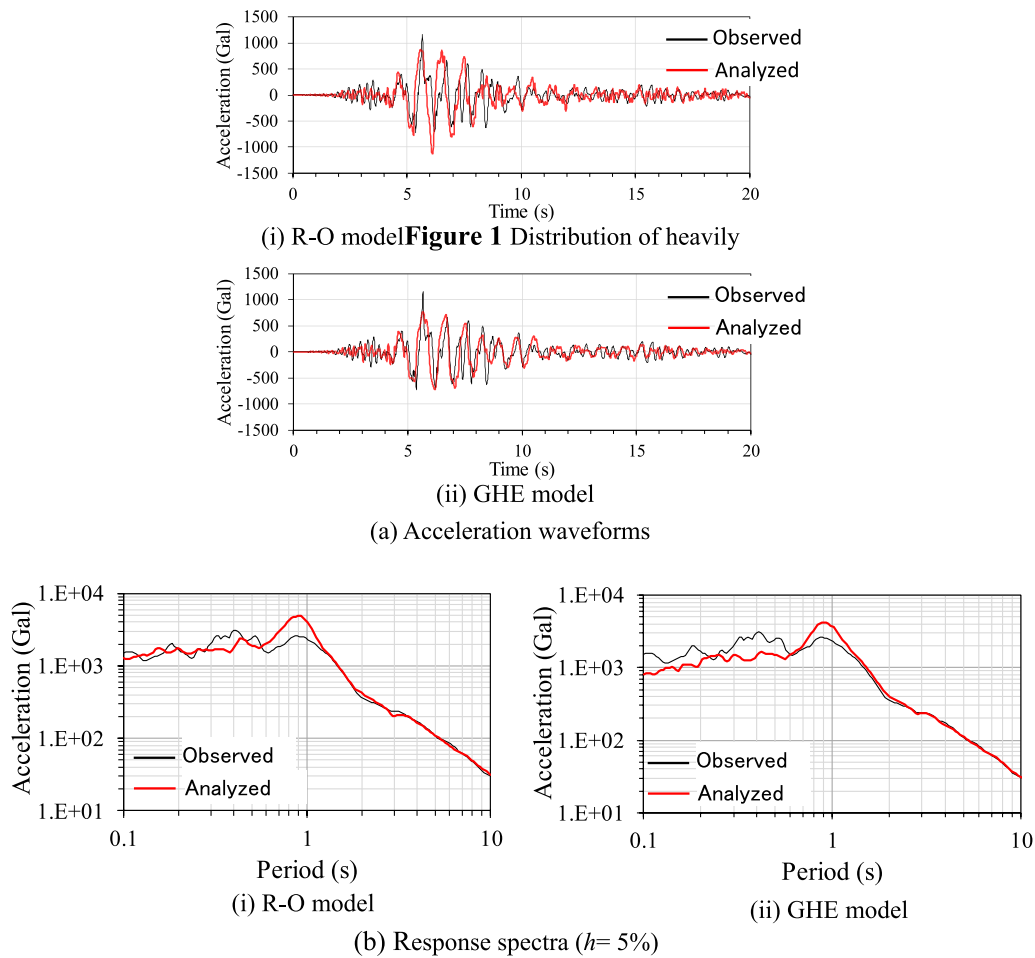 1500
1000
500
0
-500
-1000
-1500
Acceleration (Gal)
Observed
Analyzed
0 5 10 15 20
Time (s)
(i) R-O modelFigure 1 Distribution of heavily
1500
1000
500
0
-500
-1000
-1500
Acceleration (Gal)
Observed
Analyzed
0 5 10 15 20
Time (s)
(ii) GHE model
(a) Acceleration waveforms
1.E+04
1.E+03
1.E+02
1.E+01
Acceleration (Gal)
Observed
Analyzed
0.1 1 10
Period (s)
(i) R-O model
1.E+04
1.E+03
1.E+02
1.E+01
Acceleration (Gal)
Observed
Analyzed
0.1 1 10
Period (s)
(ii) GHE model
(b) Response spectra (h= 5%)